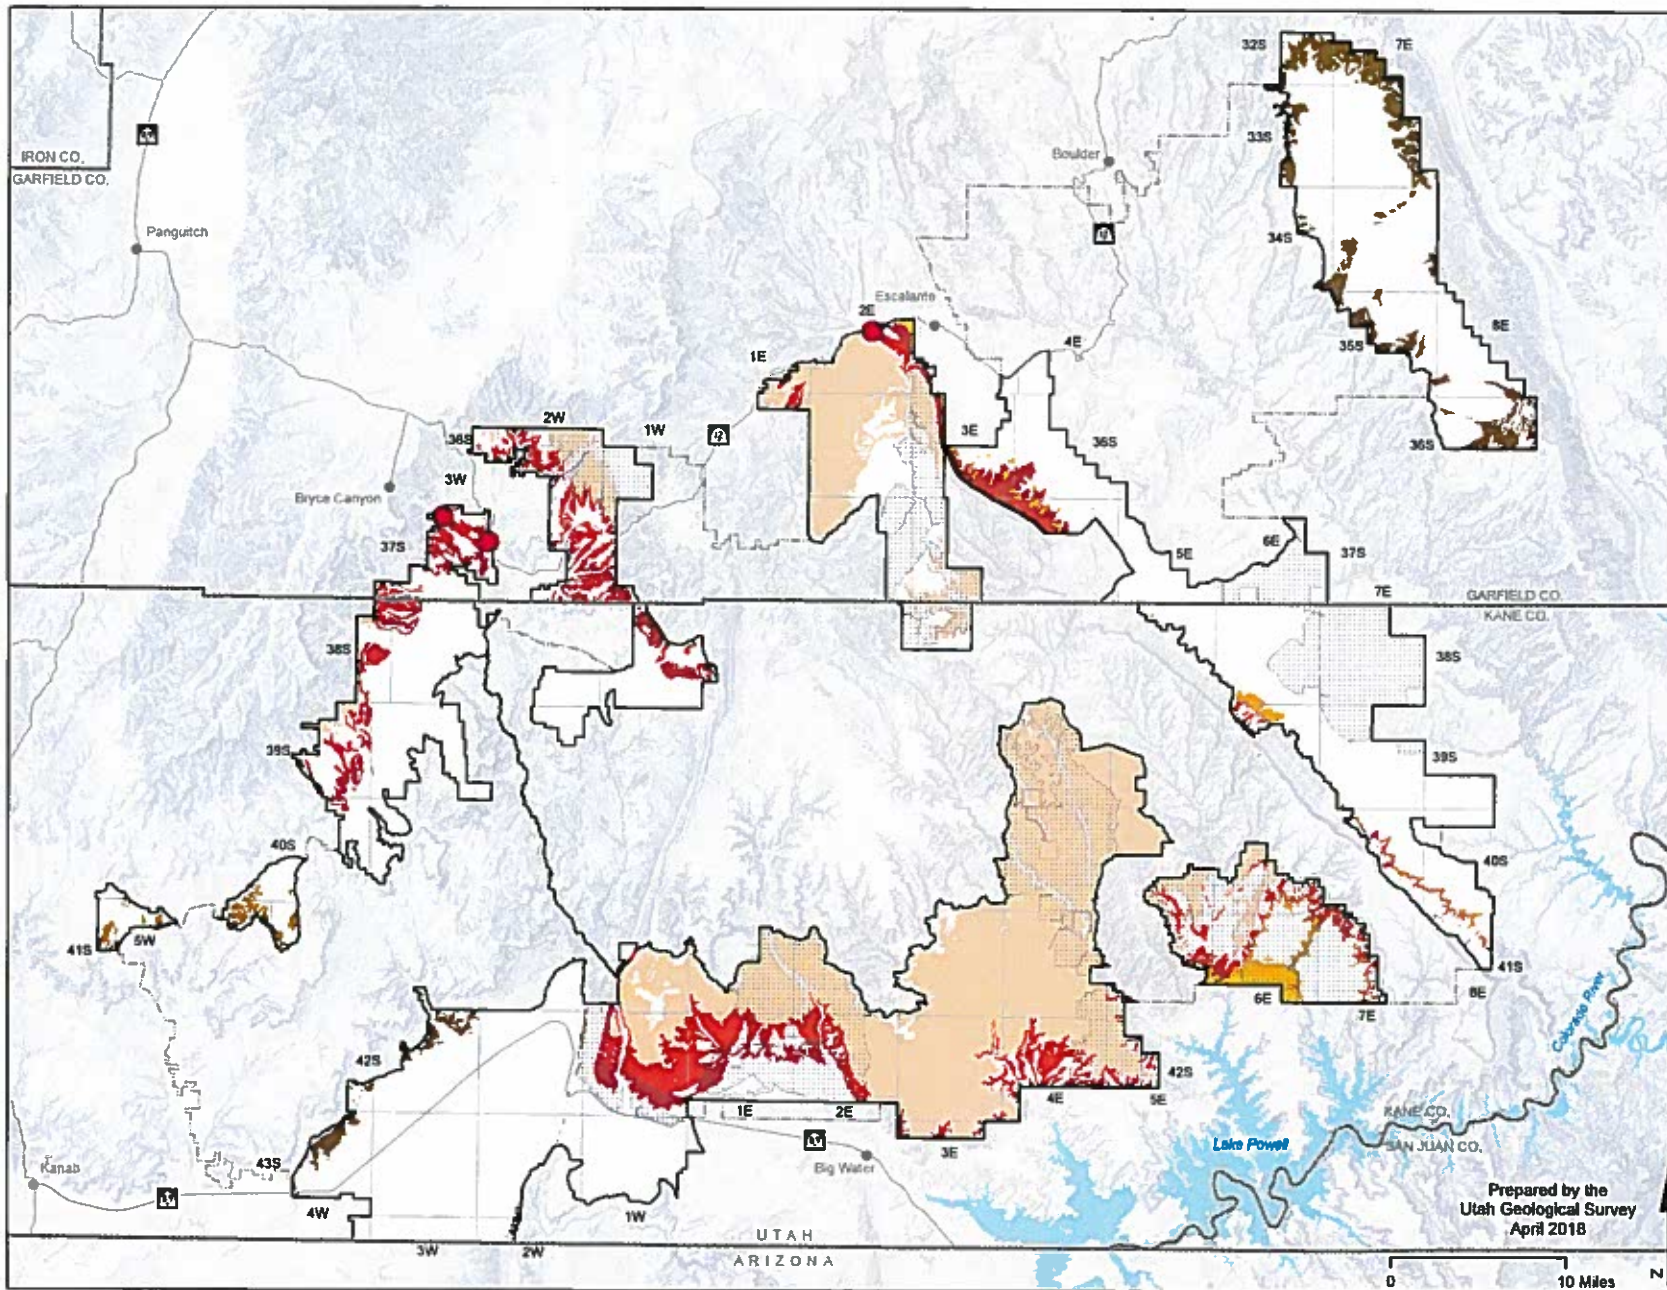 32S
7E
IRON CO.
GARFIELD CO.
33S
Boulder
Panguitch
12
34S
Escalante
2E
8E
1E
4E
35S
2W
1W
12
3E
36S
36S
36S
3W
Bryce Canyon
37S
5E
6E
37S
7E
GARFIELD CO.
KANE CO.
38S
38S
39S
39S
40S
40S
41S
5W
41S
6E
8E
7E
Colorado River
42S
42S
1E
2E
4E
5E
KANE CO.
SAN JUAN CO.
Lake Powell
3E
Kanab
43S
Big Water
4W
1W
Prepared by the
Utah Geological Survey
April 2018
UTAH
3W
2W
ARIZONA
0
10 Miles
N